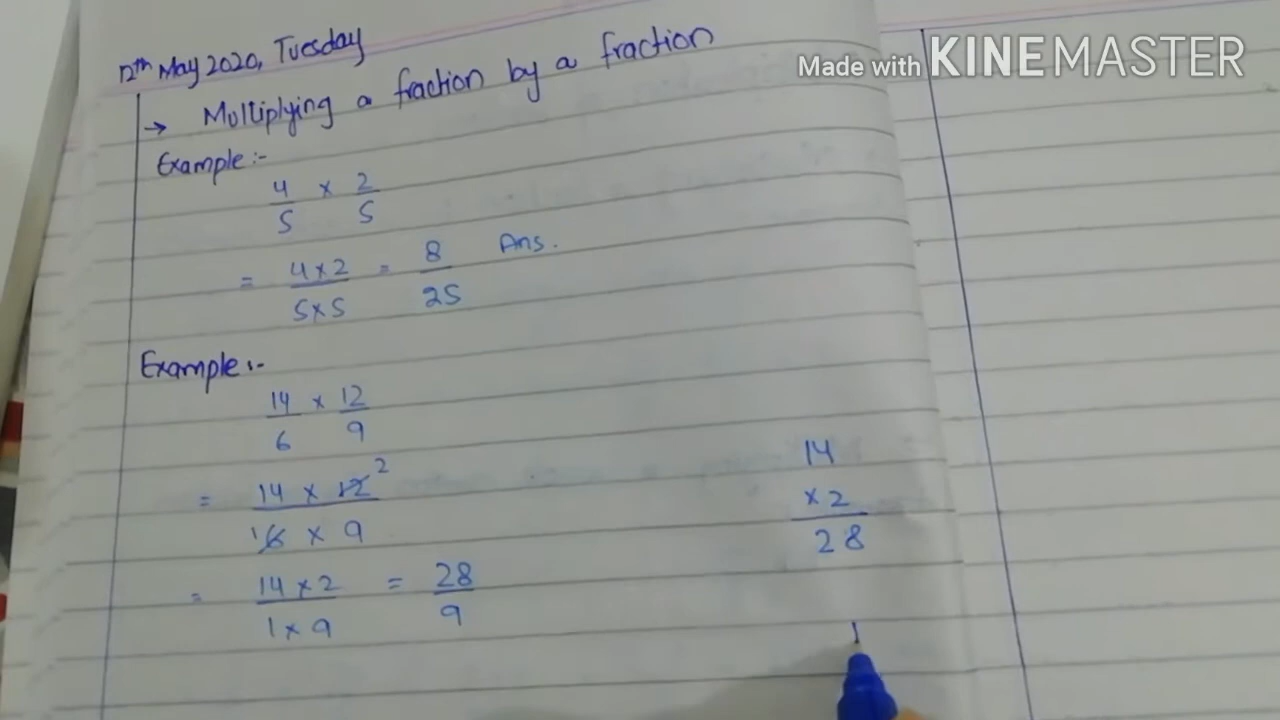 12th May 2020, Tuesday
Made with KINEMASTER
→ Multiplying a fraction by a fraction
Example :-
4/5 × 2/5
= 4×2/5×5 = 8/25 Ans.
Example :-
14/6 × 12/9
= 14 × 12 2/1 6 × 9
= 14×2/1×9 = 28/9
14
×2
28